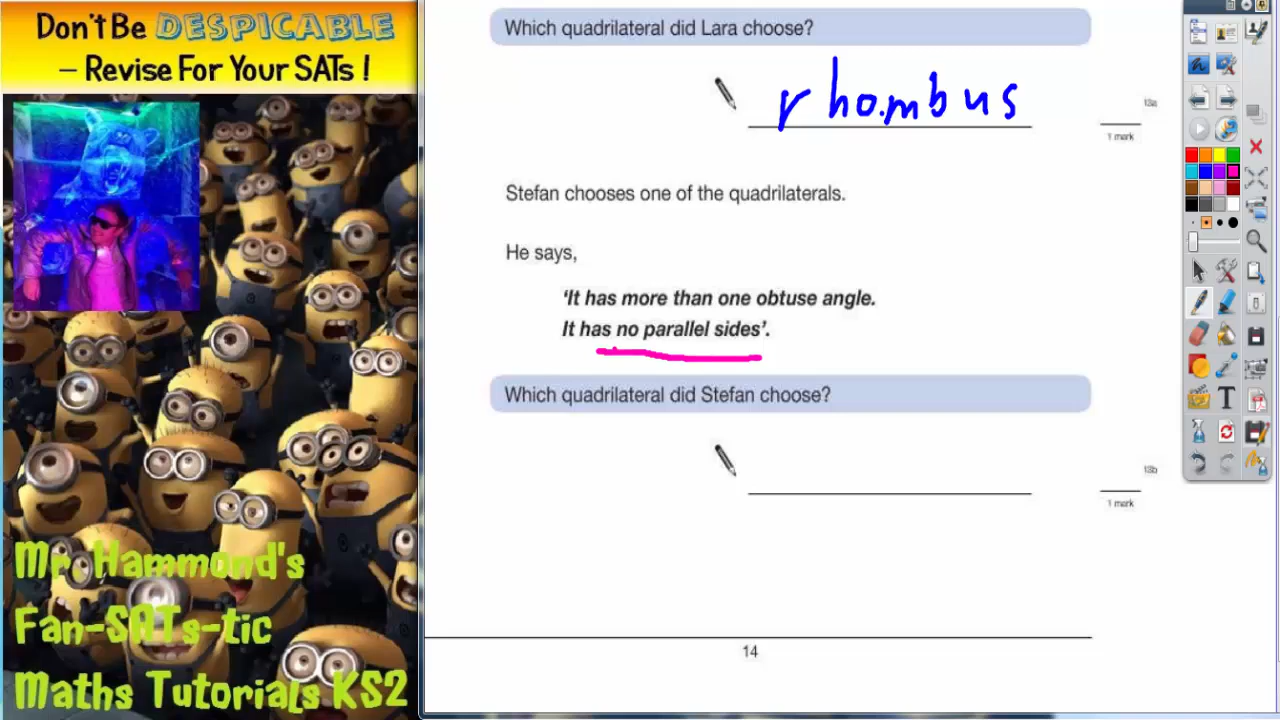 Don't Be DESPICABLE
– Revise For Your SATs !
Mr. Hammond's
Fan-SATs-tic
Maths Tutorials KS2
Which quadrilateral did Lara choose?
rhombus
13a
1 mark
Stefan chooses one of the quadrilaterals.
He says,
‘It has more than one obtuse angle.
It has no parallel sides’.
Which quadrilateral did Stefan choose?
13b
1 mark
14